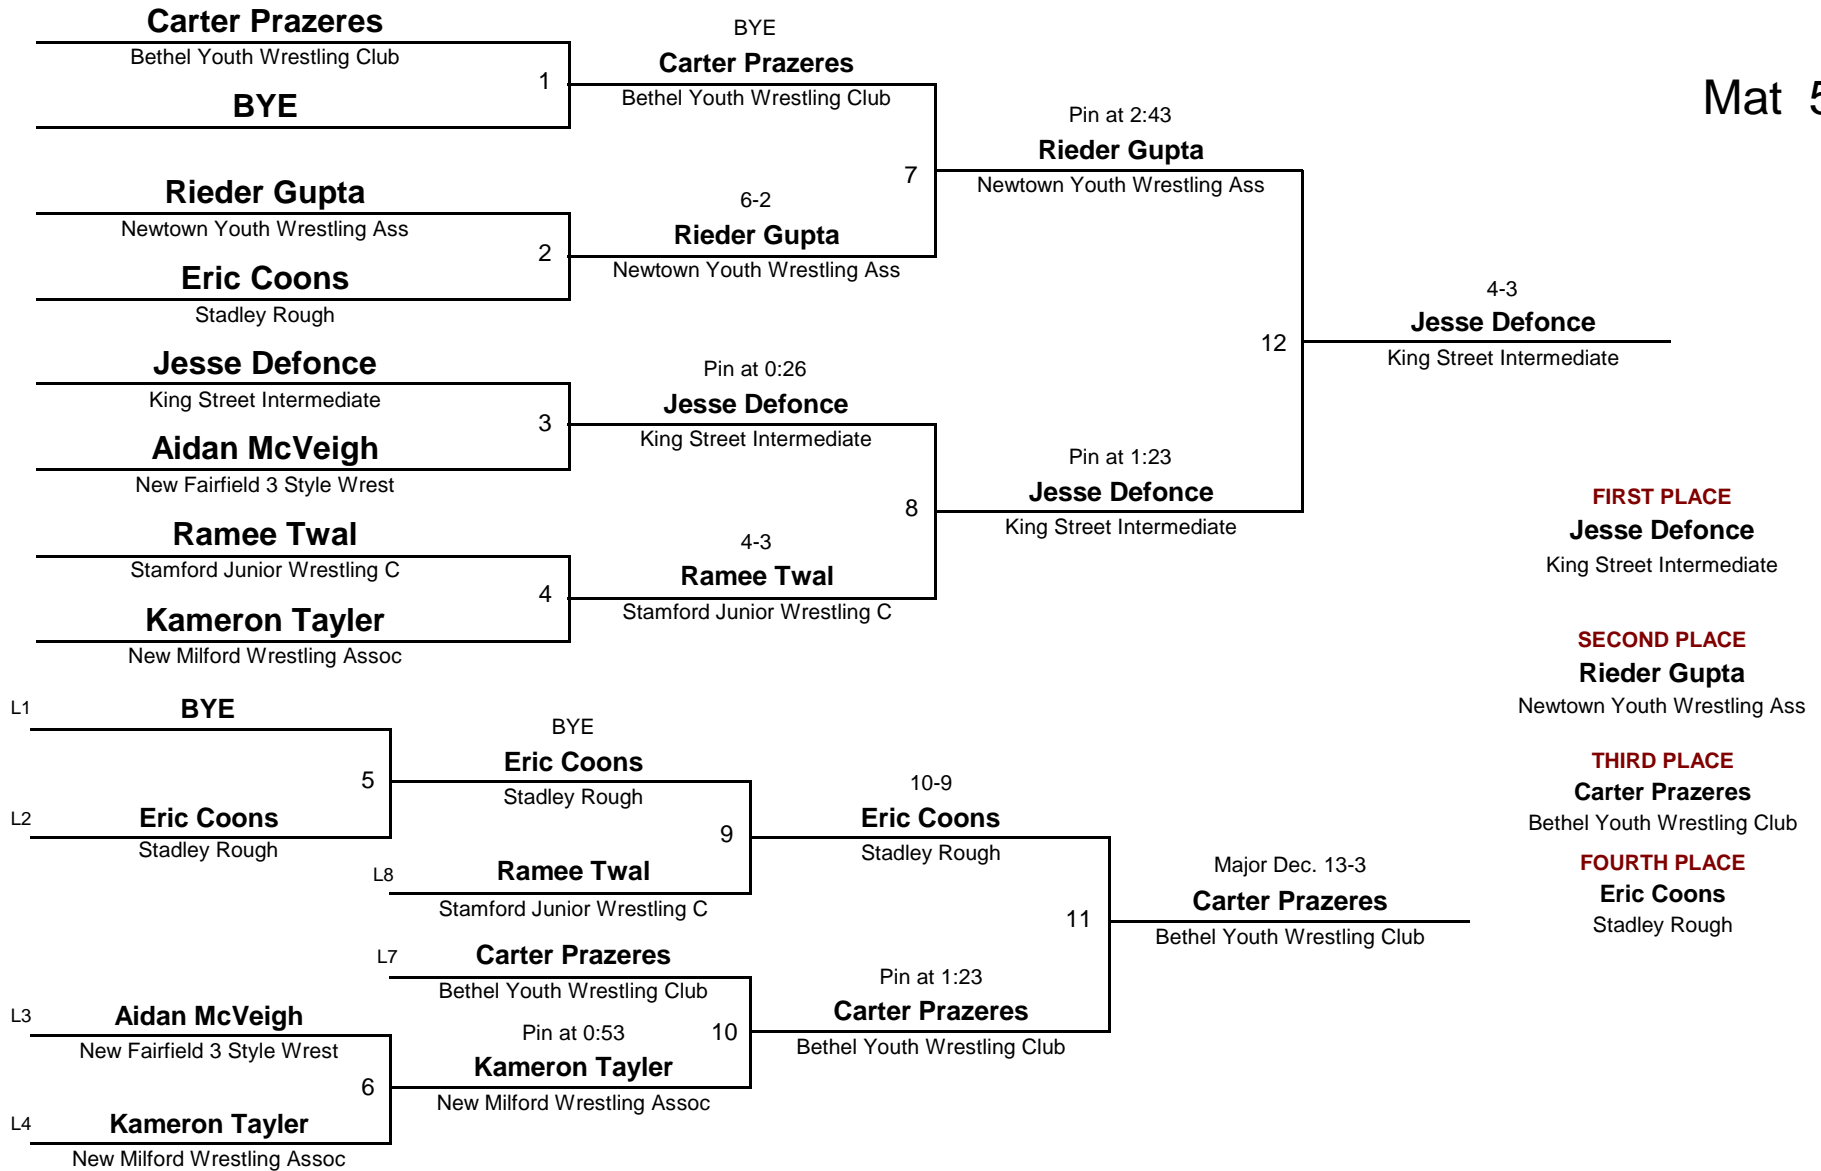 Carter Prazeres
Bethel Youth Wrestling Club
1
BYE
BYE
Carter Prazeres
Bethel Youth Wrestling Club
Mat 5
Rieder Gupta
Newtown Youth Wrestling Ass
2
Eric Coons
Stadley Rough
6-2
Rieder Gupta
Newtown Youth Wrestling Ass
7
Pin at 2:43
Rieder Gupta
Newtown Youth Wrestling Ass
Jesse Defonce
King Street Intermediate
3
Aidan McVeigh
New Fairfield 3 Style Wrest
Pin at 0:26
Jesse Defonce
King Street Intermediate
Ramee Twal
Stamford Junior Wrestling C
4
Kameron Tayler
New Milford Wrestling Assoc
4-3
Ramee Twal
Stamford Junior Wrestling C
8
Pin at 1:23
Jesse Defonce
King Street Intermediate
12
4-3
Jesse Defonce
King Street Intermediate
FIRST PLACE
Jesse Defonce
King Street Intermediate
SECOND PLACE
Rieder Gupta
Newtown Youth Wrestling Ass
THIRD PLACE
Carter Prazeres
Bethel Youth Wrestling Club
FOURTH PLACE
Eric Coons
Stadley Rough
L1
BYE
5
L2
Eric Coons
Stadley Rough
BYE
Eric Coons
Stadley Rough
9
L8
Ramee Twal
Stamford Junior Wrestling C
10-9
Eric Coons
Stadley Rough
L7
Carter Prazeres
Bethel Youth Wrestling Club
10
L3
Aidan McVeigh
New Fairfield 3 Style Wrest
6
L4
Kameron Tayler
New Milford Wrestling Assoc
Pin at 0:53
Kameron Tayler
New Milford Wrestling Assoc
Pin at 1:23
Carter Prazeres
Bethel Youth Wrestling Club
11
Major Dec. 13-3
Carter Prazeres
Bethel Youth Wrestling Club